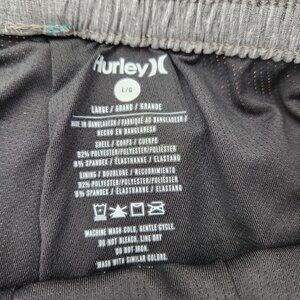 Hurley
L/G
LARGE / GRAND / GRANDE
MADE IN BANGLADESH / FABRIQUÉ AU BANGLADESH /
HECHO EN BANGLADESH
SHELL / CORPS / CUERPO
92% POLYESTER/POLYESTER/POLIÉSTER
8% SPANDEX / ÉLASTHANNE / ELASTANO
LINING / DOUBLURE / RECUBRIMIENTO
92% POLYESTER/POLYESTER/POLIÉSTER
8% SPANDEX / ÉLASTHANNE / ELASTANO
MACHINE WASH COLD, GENTLE CYCLE.
DO NOT BLEACH. LINE DRY
DO NOT IRON.
WASH WITH SIMILAR COLORS.